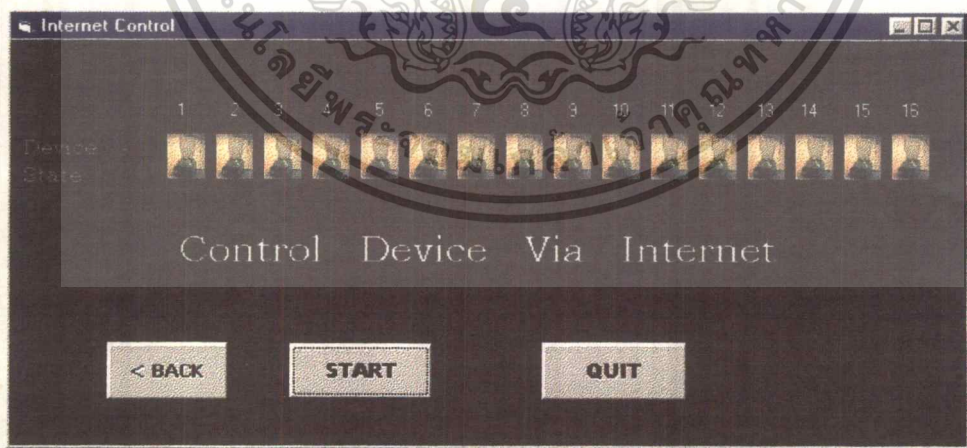 Internet Control
1 2 3 4 5 6 7 8 9 10 11 12 13 14 15 16
Device
State
Control Device Via Internet
< BACK START QUIT